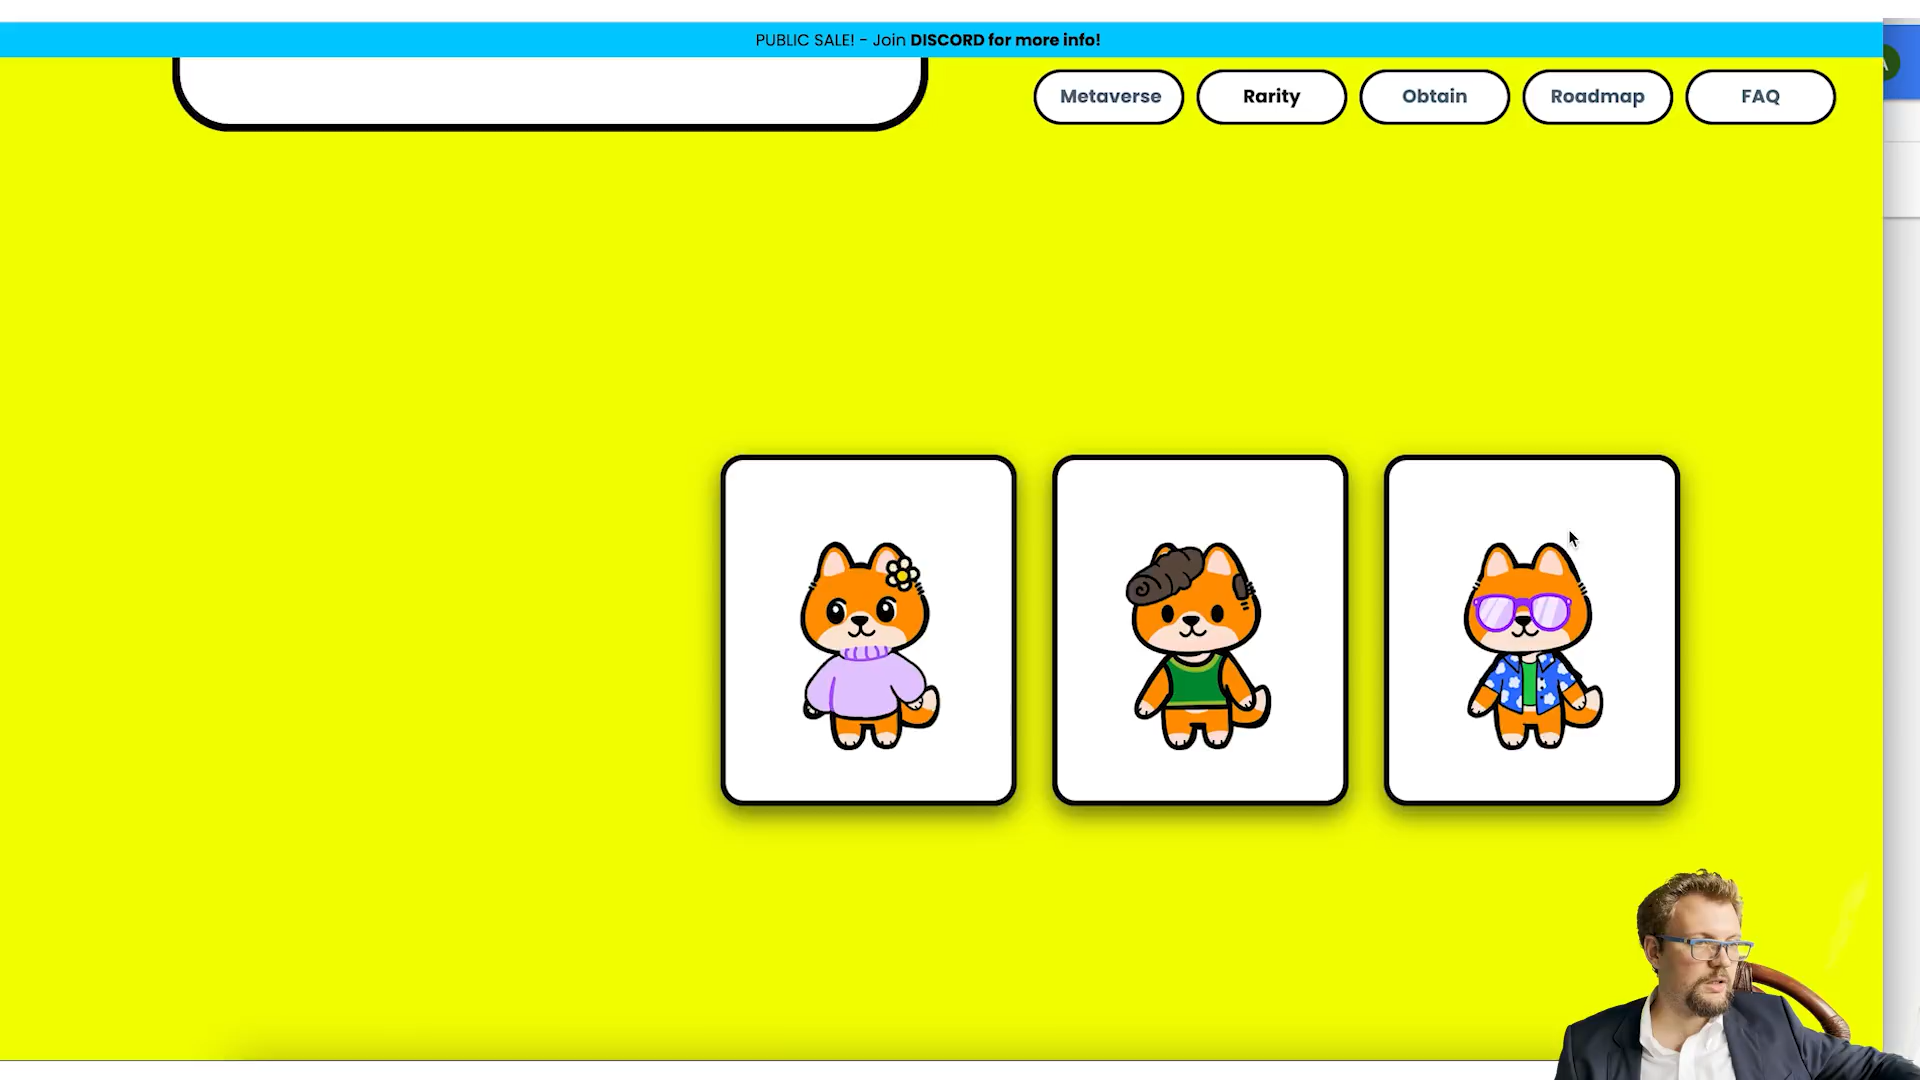 PUBLIC SALE! - Join DISCORD for more info!
Metaverse
Rarity
Obtain
Roadmap
FAQ